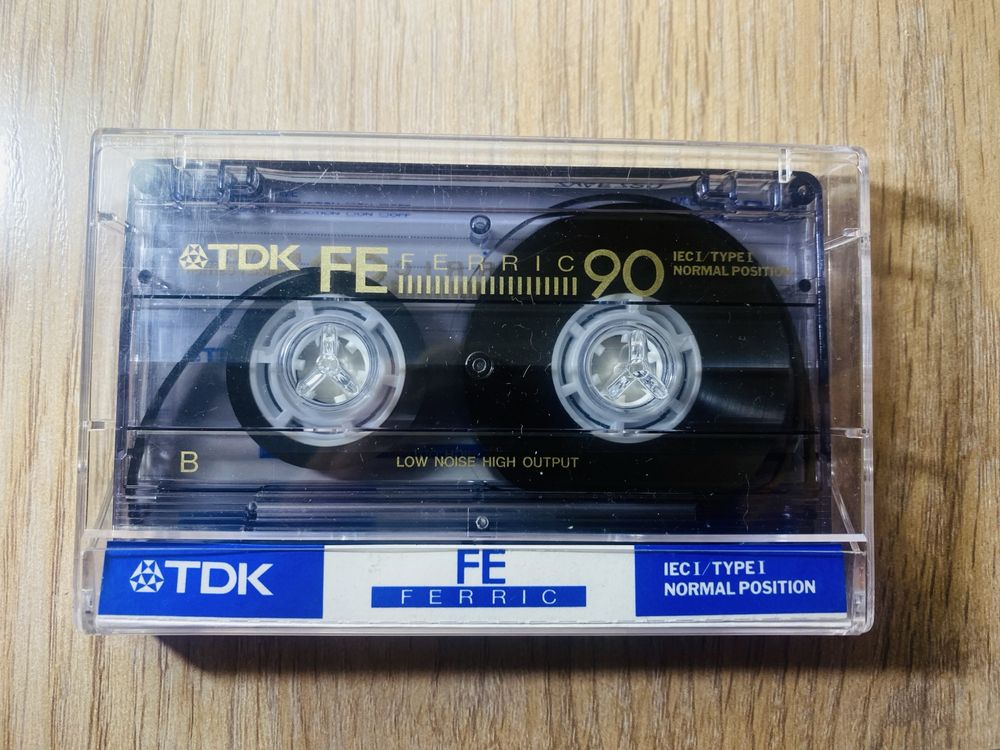 TDK FE FERRIC 90 IEC I / TYPE I
NORMAL POSITION
B LOW NOISE HIGH OUTPUT
TDK FE IEC I / TYPE I
FERRIC NORMAL POSITION